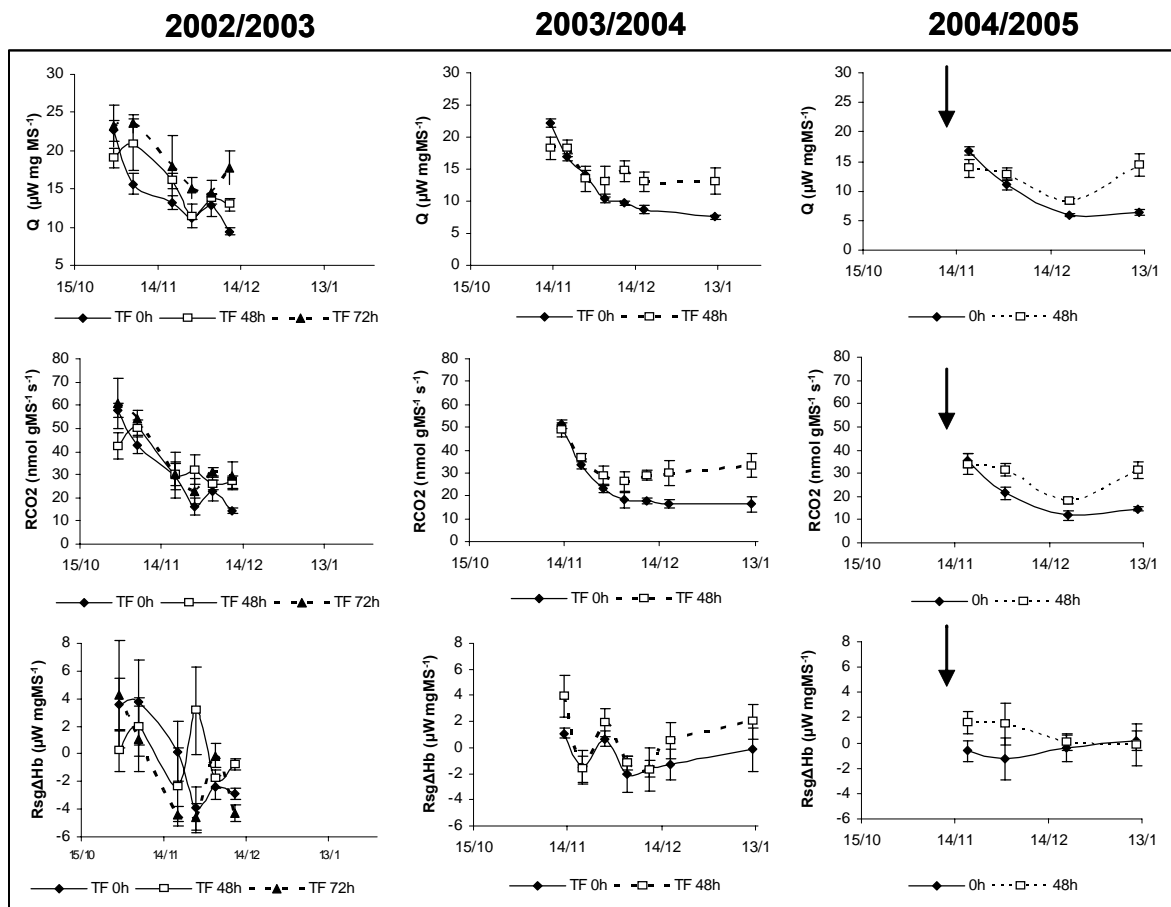 2002/2003 2003/2004 2004/2005
Q (µW mg MS⁻¹)
30
25
20
15
10
5
15/10 14/11 14/12 13/1
TF 0h TF 48h TF 72h
Q (µW mgMS⁻¹)
30
25
20
15
10
5
0
15/10 14/11 14/12 13/1
TF 0h TF 48h
Q (µW mgMS⁻¹)
30
25
20
15
10
5
0
15/10 14/11 14/12 13/1
0h 48h
RCO2 (nmol gMS⁻¹ s⁻¹)
80
70
60
50
40
30
20
10
0
15/10 14/11 14/12 13/1
TF 0h TF 48h TF 72h
RCO2 (nmol gMS⁻¹ s⁻¹)
80
70
60
50
40
30
20
10
0
15/10 14/11 14/12 13/1
TF 0h TF 48h
RCO2 (nmol gMS⁻¹ s⁻¹)
80
70
60
50
40
30
20
10
0
15/10 14/11 14/12 13/1
0h 48h
RsgΔHb (µW mgMS⁻¹)
8
6
4
2
0
-2
-4
-6
15/10 14/11 14/12 13/1
TF 0h TF 48h TF 72h
RsgΔHb (µW mgMS⁻¹)
8
6
4
2
0
-2
-4
-6
15/10 14/11 14/12 13/1
TF 0h TF 48h
RsgΔHb (µW mgMS⁻¹)
8
6
4
2
0
-2
-4
-6
15/10 14/11 14/12 13/1
0h 48h